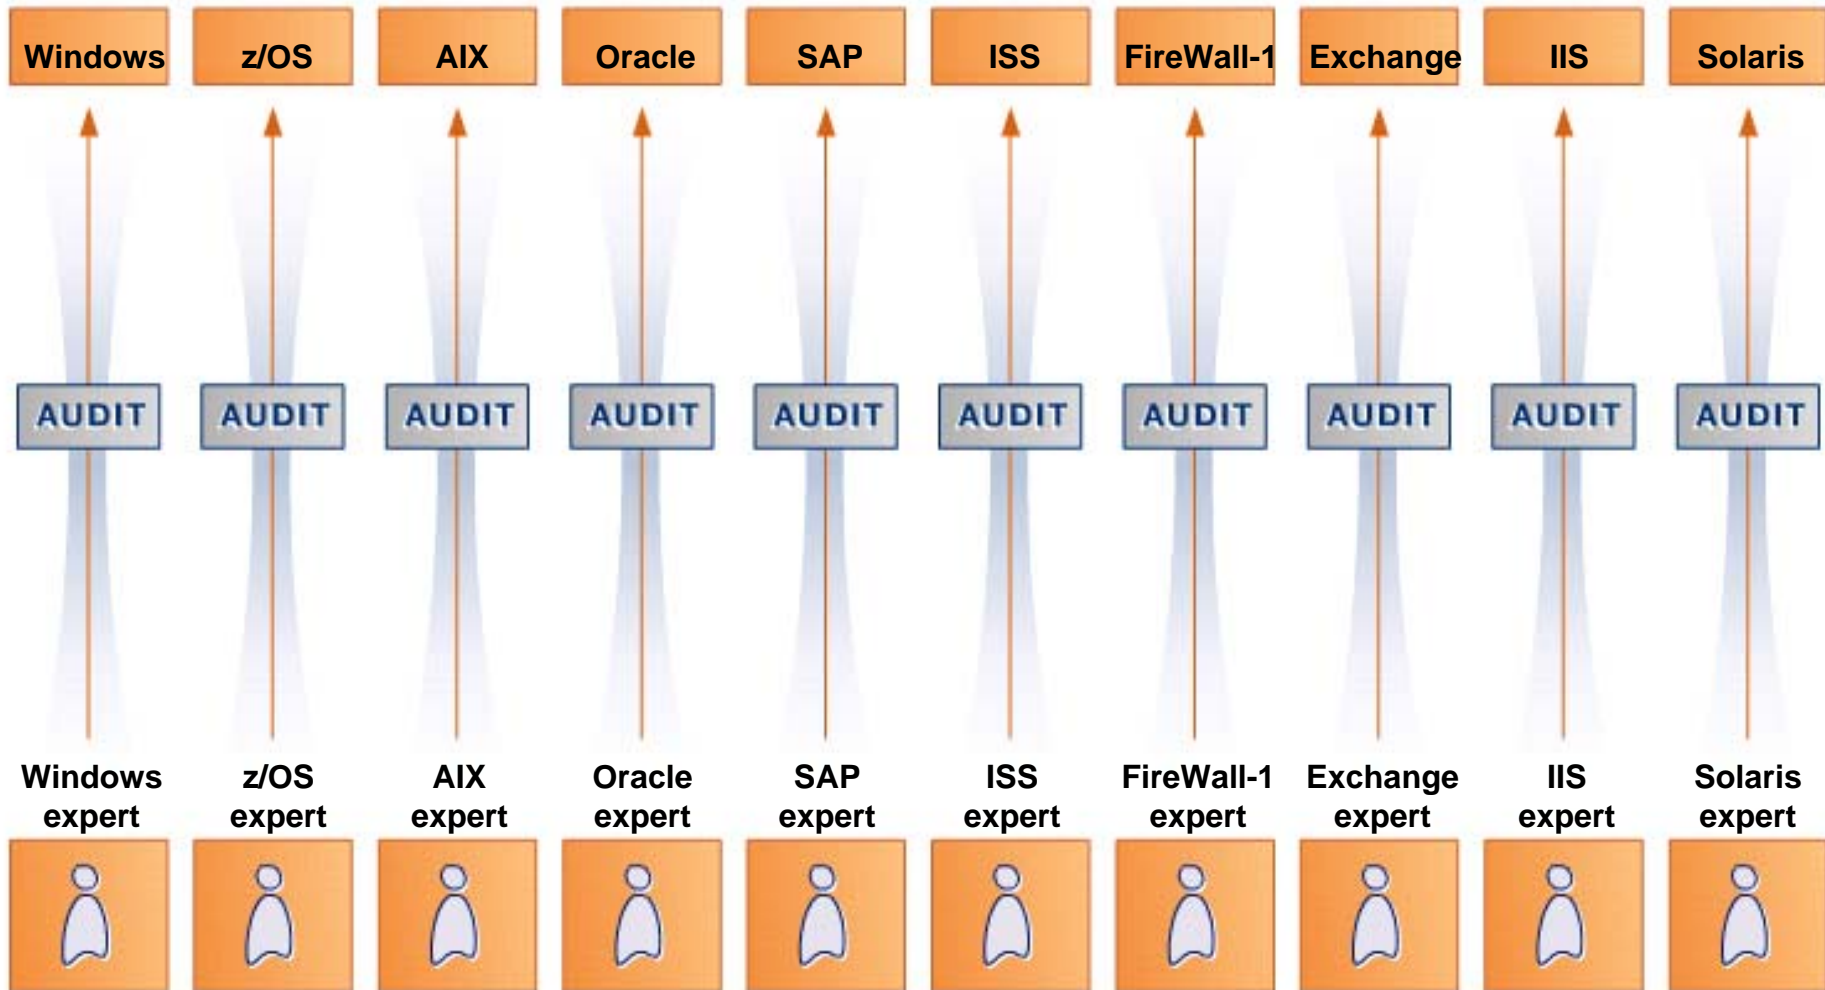 Windows z/OS AIX Oracle SAP ISS FireWall-1 Exchange IIS Solaris
AUDIT AUDIT AUDIT AUDIT AUDIT AUDIT AUDIT AUDIT AUDIT AUDIT
Windows z/OS AIX Oracle SAP ISS FireWall-1 Exchange IIS Solaris
expert expert expert expert expert expert expert expert expert expert